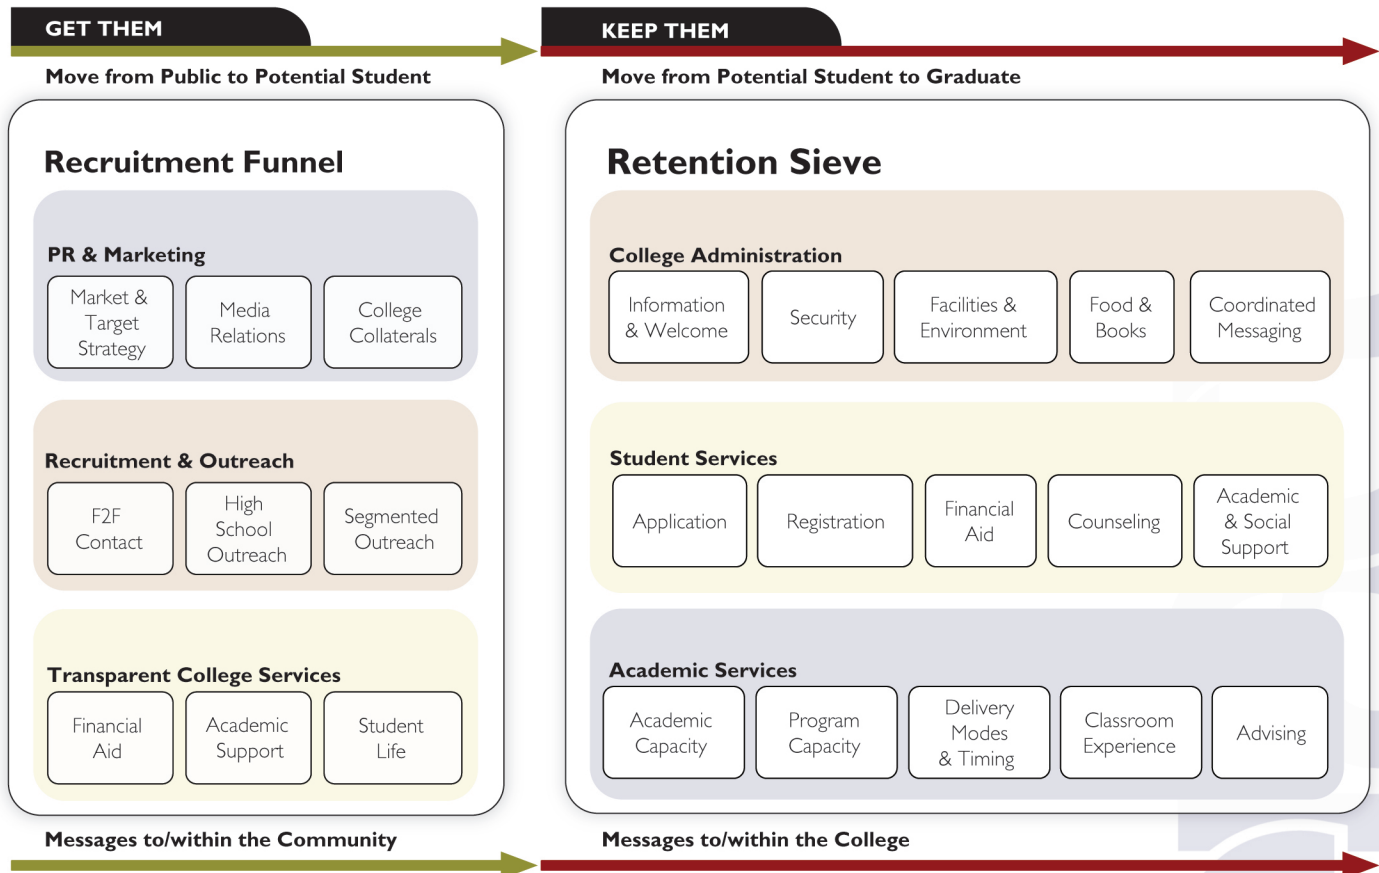 GET THEM
KEEP THEM
Move from Public to Potential Student
Move from Potential Student to Graduate
Recruitment Funnel
PR & Marketing
Market &
Target
Strategy
Media
Relations
College
Collaterals
Recruitment & Outreach
F2F
Contact
High
School
Outreach
Segmented
Outreach
Transparent College Services
Financial
Aid
Academic
Support
Student
Life
Messages to/within the Community
Retention Sieve
College Administration
Information
& Welcome
Security
Facilities &
Environment
Food &
Books
Coordinated
Messaging
Student Services
Application
Registration
Financial
Aid
Counseling
Academic
& Social
Support
Academic Services
Academic
Capacity
Program
Capacity
Delivery
Modes
& Timing
Classroom
Experience
Advising
Messages to/within the College